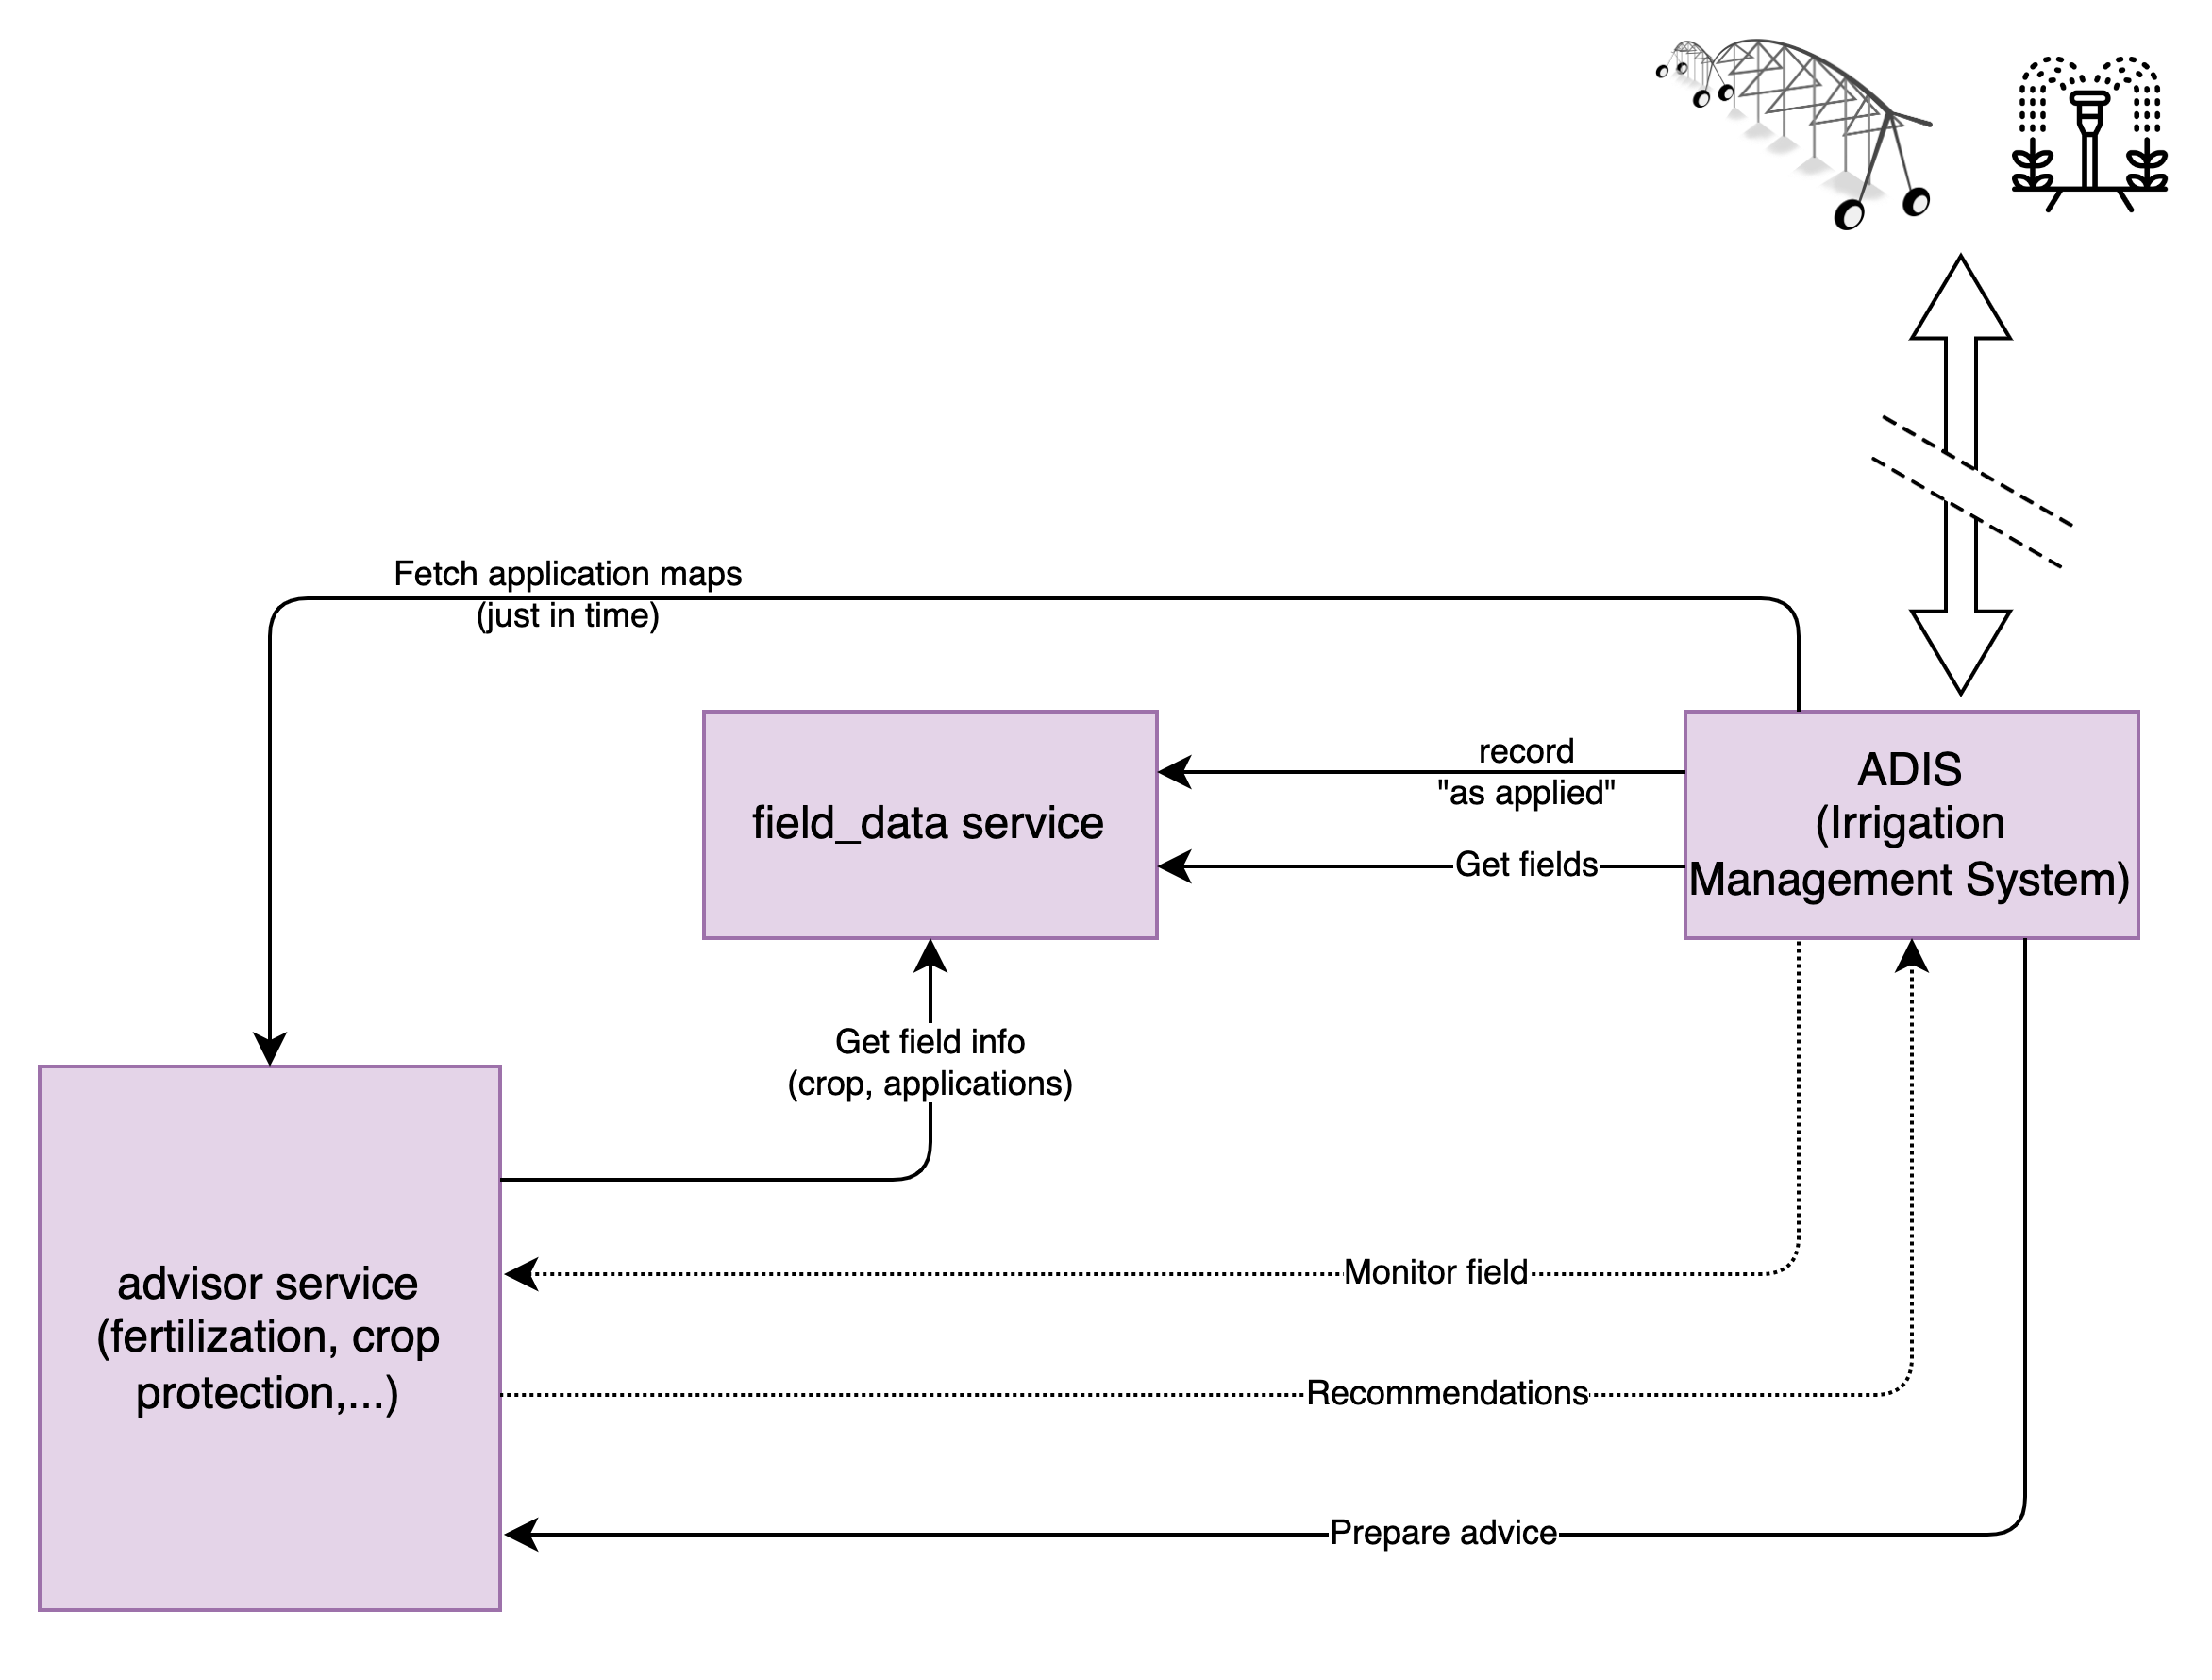 Fetch application maps
(just in time)
record
"as applied"
ADIS
(Irrigation
Management System)
field_data service
Get fields
Get field info
(crop, applications)
advisor service
(fertilization, crop
protection,...)
Monitor field
Recommendations
Prepare advice